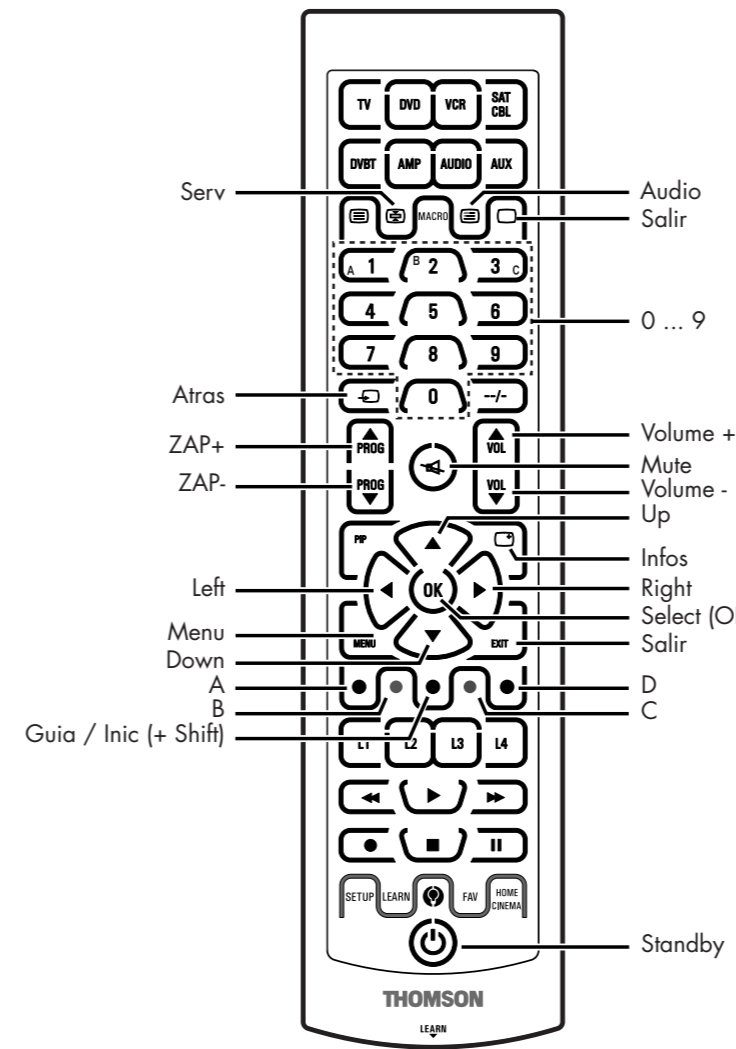 TV DVD VCR SAT CBL
DVBT AMP AUDIO AUX
Serv
Audio
MACRO
Salir
A 1 B 2 3 C
4 5 6
0 ... 9
7 8 9
Atras
0 --/-
ZAP+
PROG
VOL
Volume +
Mute
ZAP-
PROG
VOL
Volume -
Up
PIP
Infos
Left
OK
Right
Select (O
Menu
MENU
EXIT
Salir
Down
A
D
B
C
Guia / Inic (+ Shift)
L1 L2 L3 L4
SETUP LEARN FAV HOME CINEMA
Standby
THOMSON
LEARN